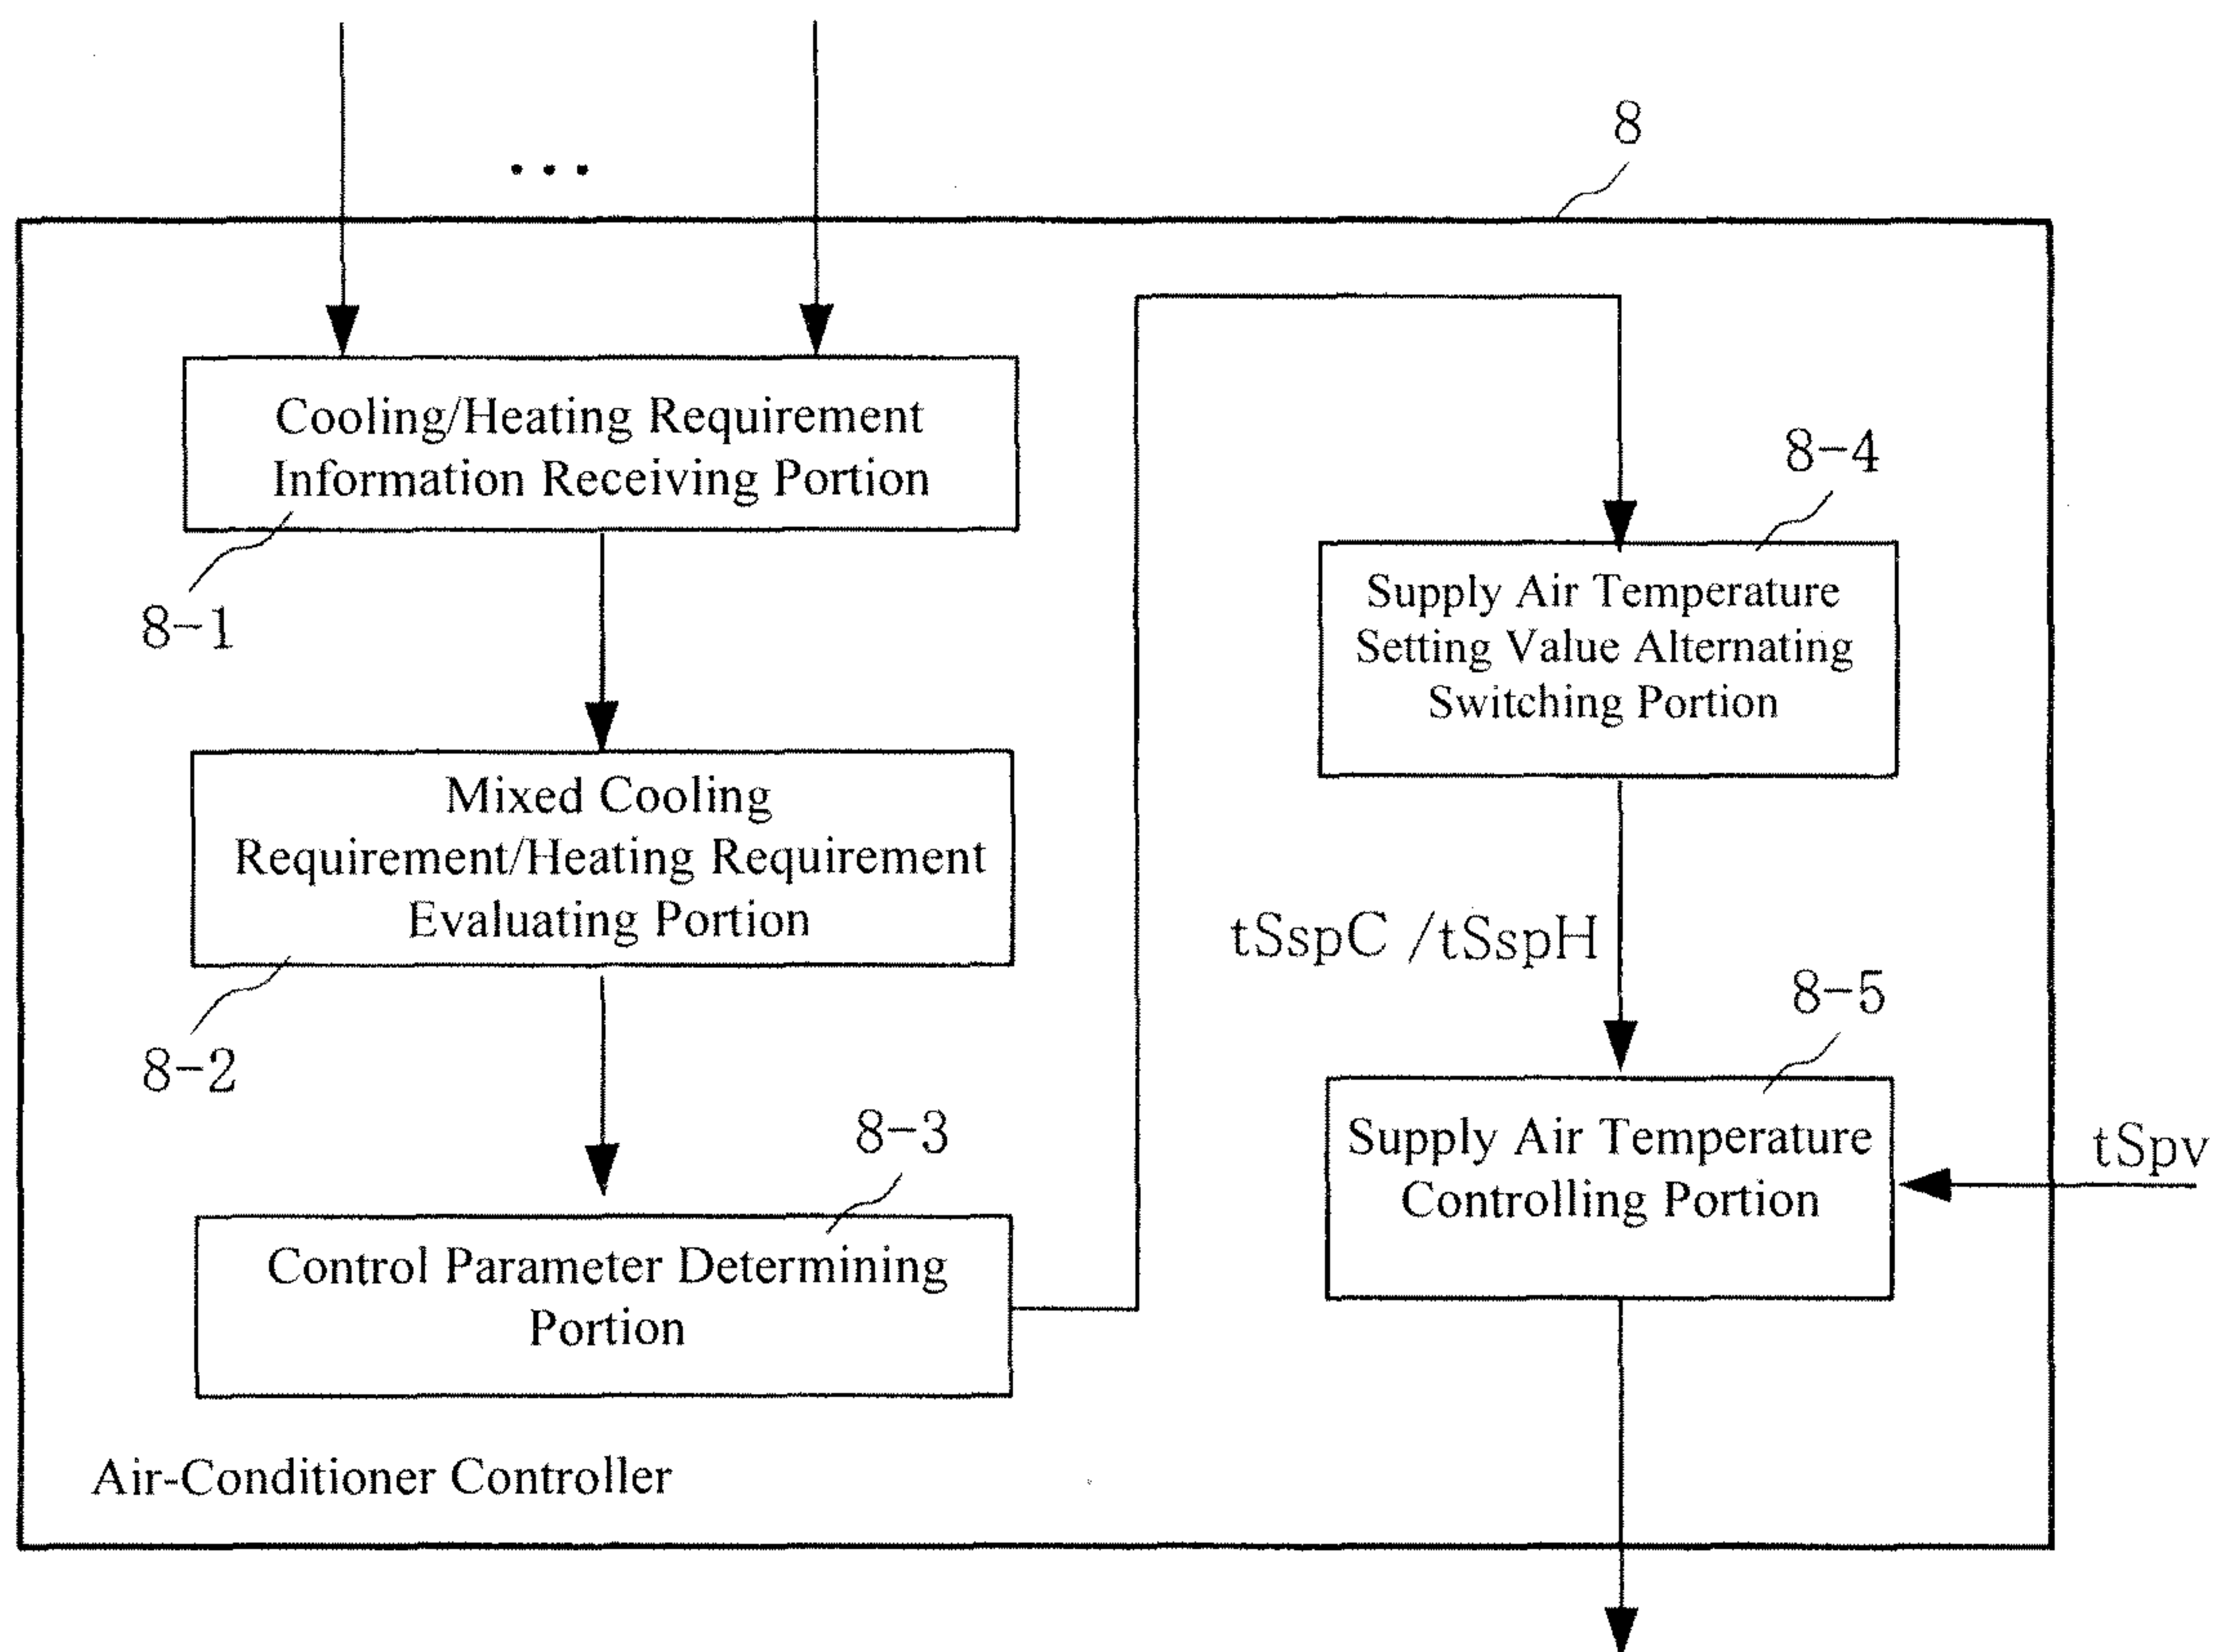 . . .
8
Cooling/Heating Requirement
Information Receiving Portion
8-1
Mixed Cooling
Requirement/Heating Requirement
Evaluating Portion
8-2
8-3
Control Parameter Determining
Portion
8-4
Supply Air Temperature
Setting Value Alternating
Switching Portion
tSspC /tSspH
8-5
Supply Air Temperature
Controlling Portion
tSpv
Air-Conditioner Controller